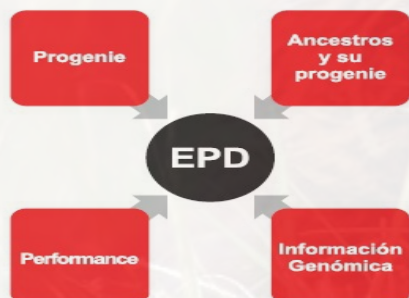 Progenie
Ancestros
y su
progenie
EPD
Performance
Información
Genómica